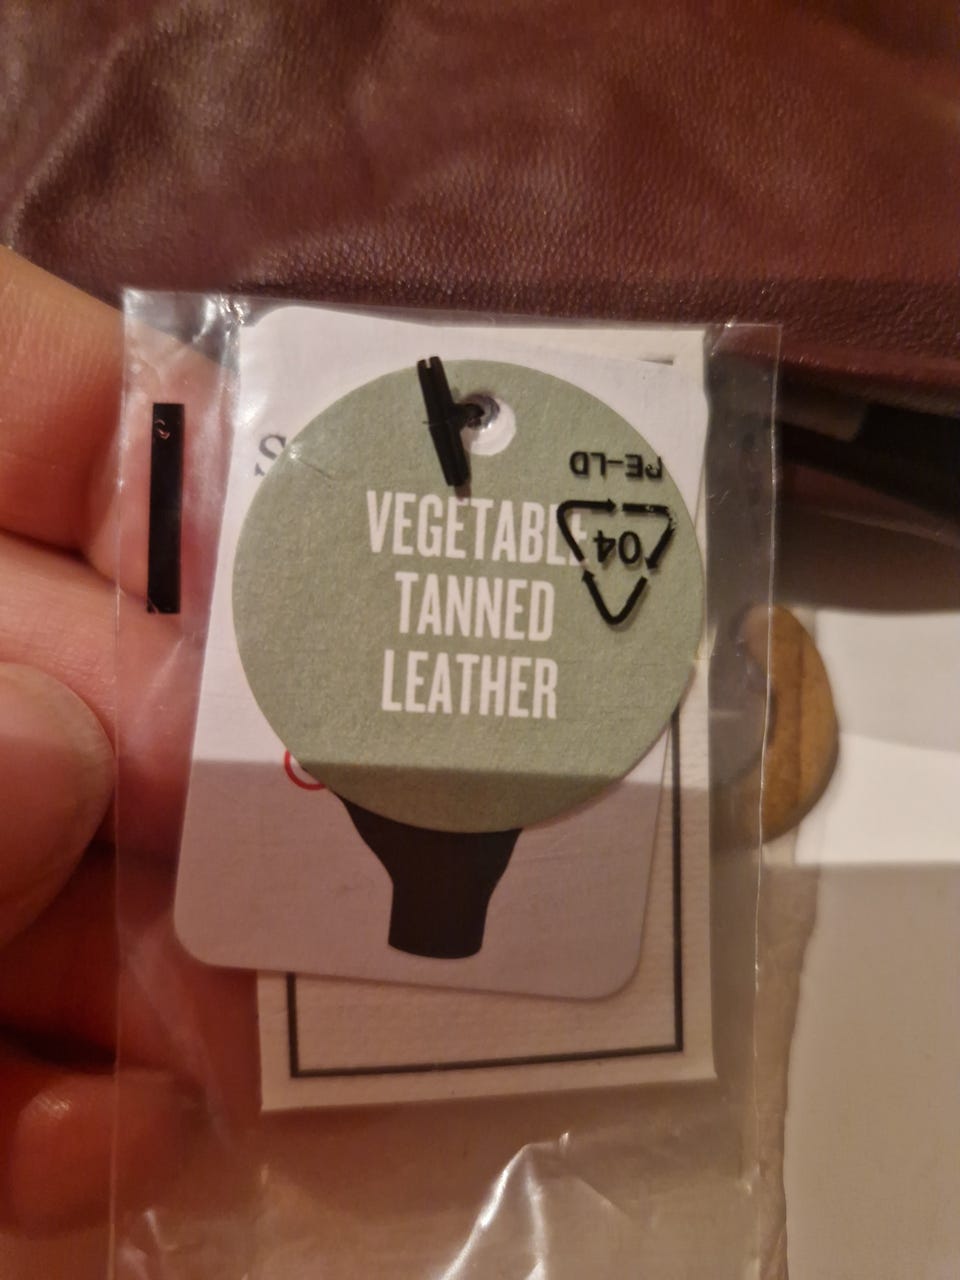 VEGETABLE
TANNED
LEATHER
PE-LD
04